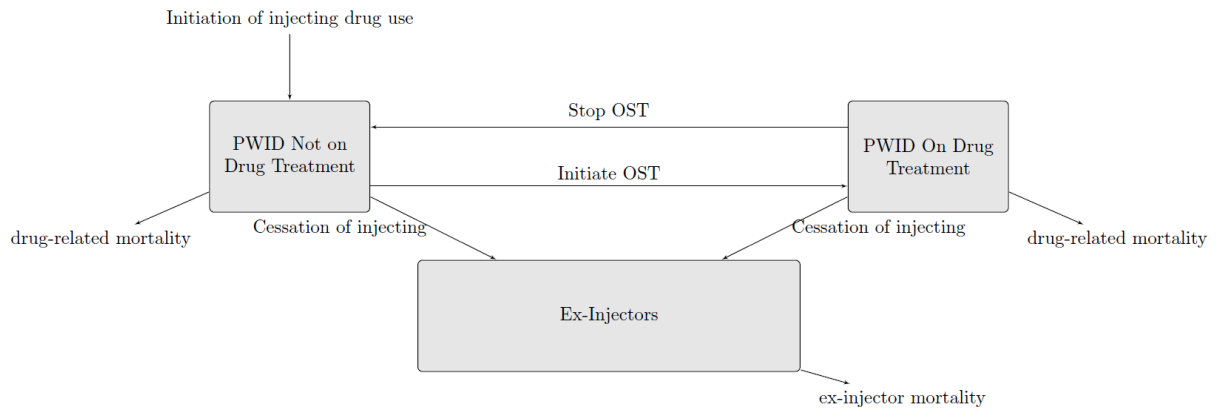 Initiation of injecting drug use
Stop OST
PWID Not on
Drug Treatment
PWID On Drug
Treatment
Initiate OST
Cessation of injecting
Cessation of injecting
drug-related mortality
drug-related mortality
Ex-Injectors
ex-injector mortality